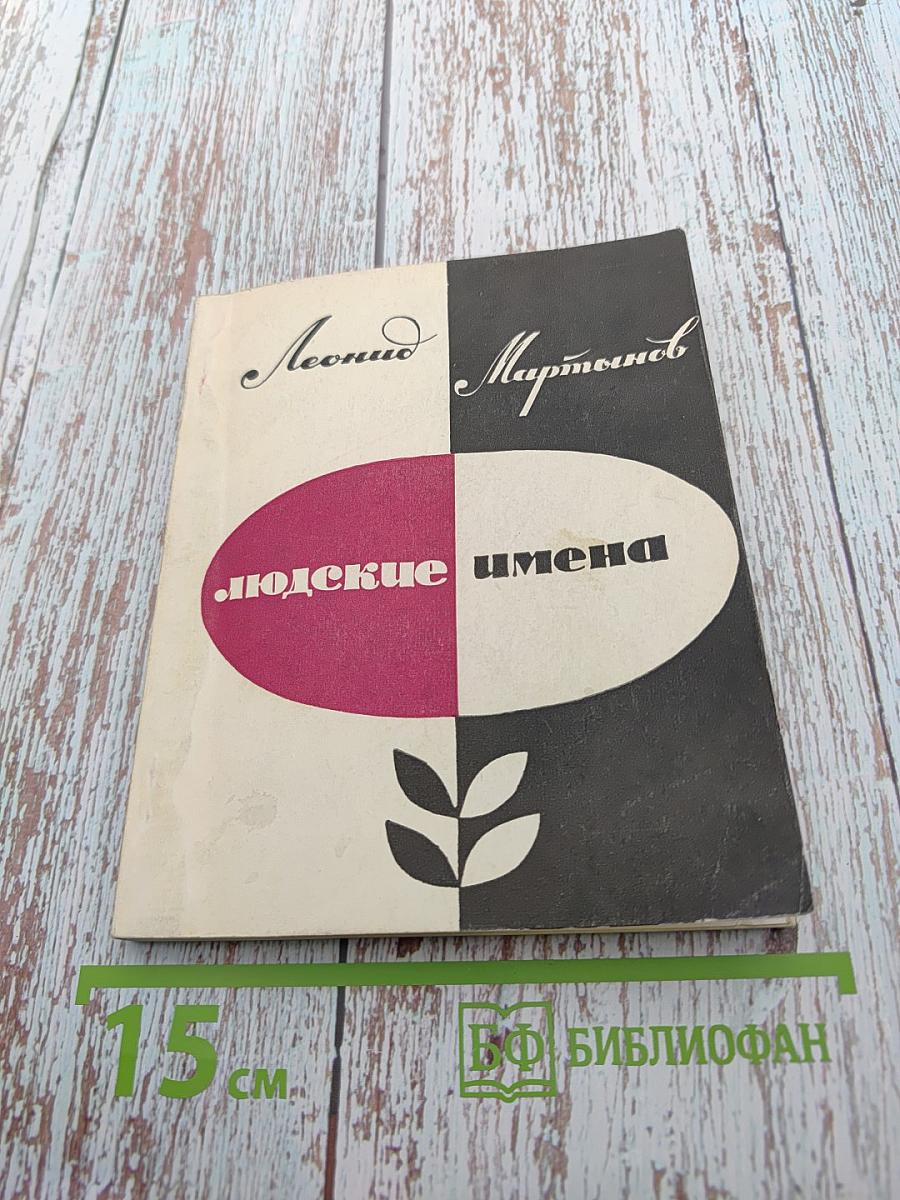 Леонид Мартынов
людские имена
15 см
БФ БИБЛИОФАН